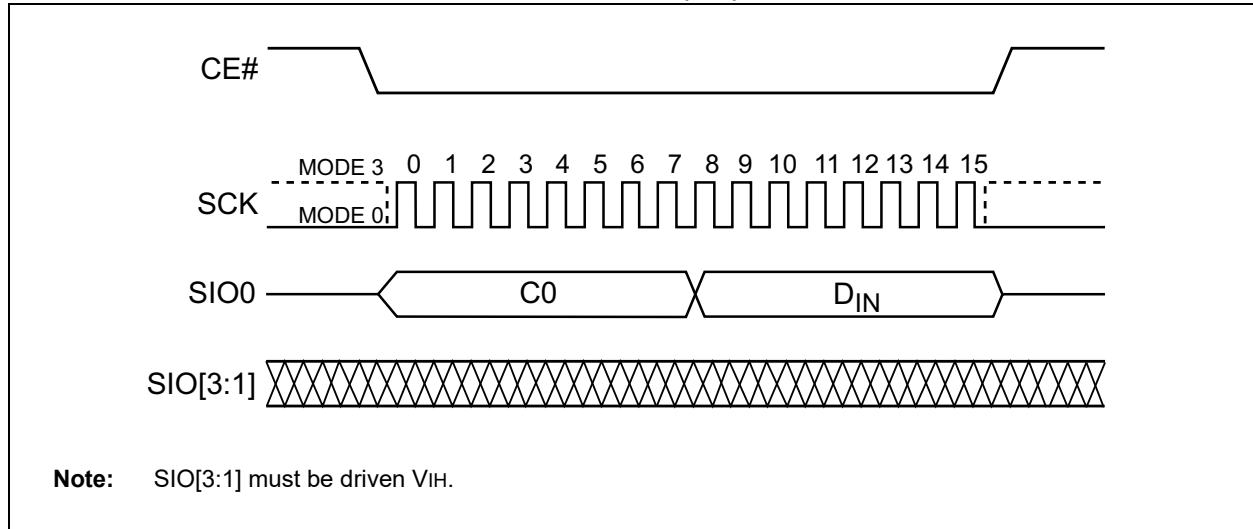 CE#
MODE 3 0 1 2 3 4 5 6 7 8 9 10 11 12 13 14 15
SCK
MODE 0
SIO0 C0 DIN
SIO[3:1]
Note: SIO[3:1] must be driven VIH.